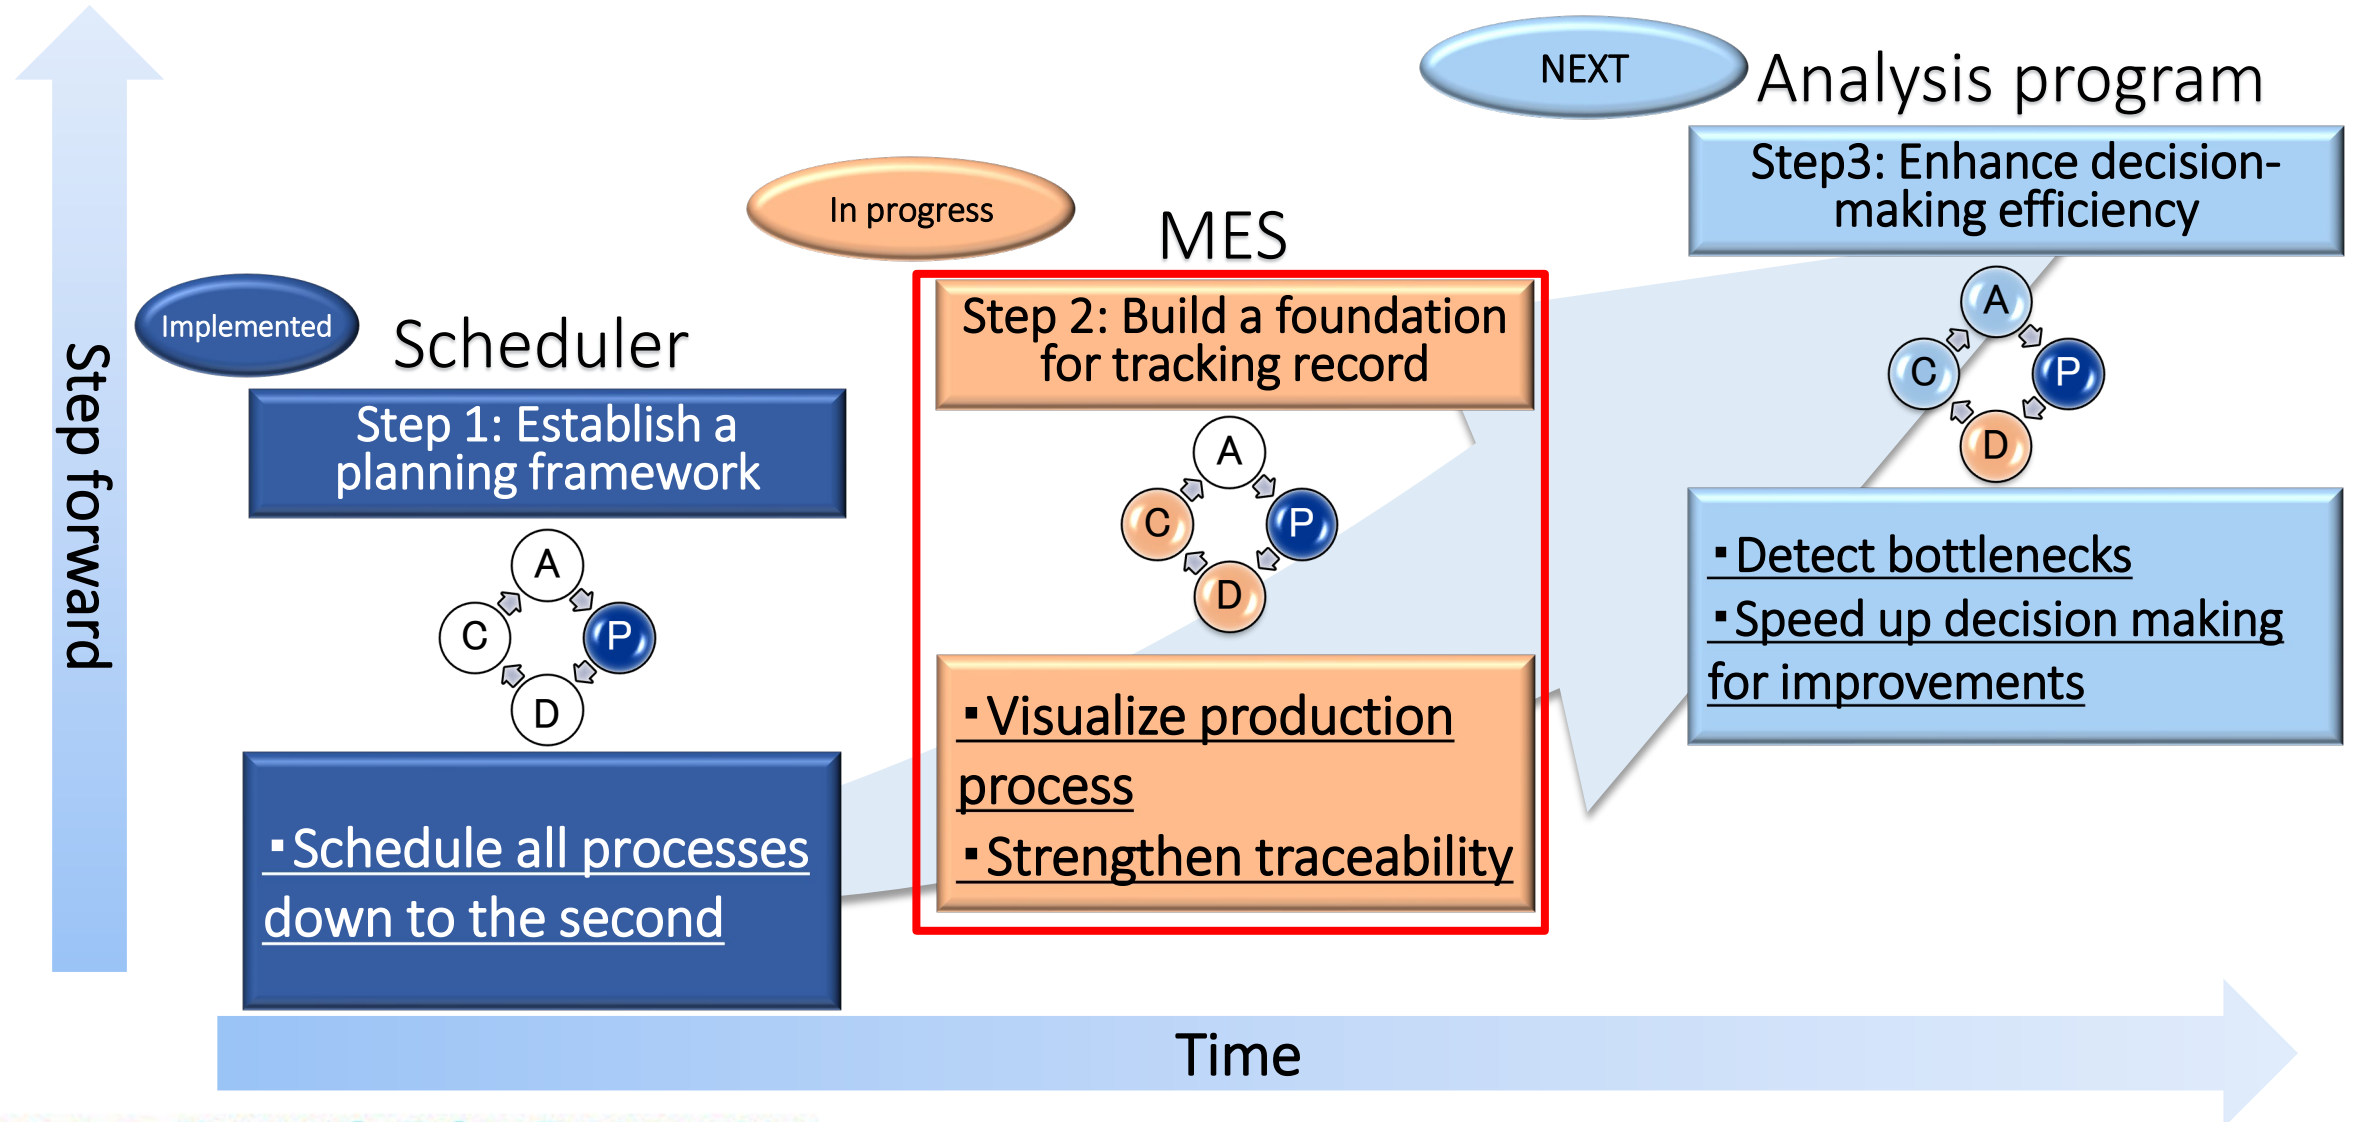 NEXT
Analysis program
Step3: Enhance decision-
making efficiency
In progress
MES
Step 2: Build a foundation
for tracking record
Implemented
Scheduler
Step 1: Establish a
planning framework
Step forward
A
C
P
D
A
C
P
D
A
C
P
D
▪Schedule all processes
down to the second
▪Visualize production
process
▪Strengthen traceability
▪Detect bottlenecks
▪Speed up decision making
for improvements
Time